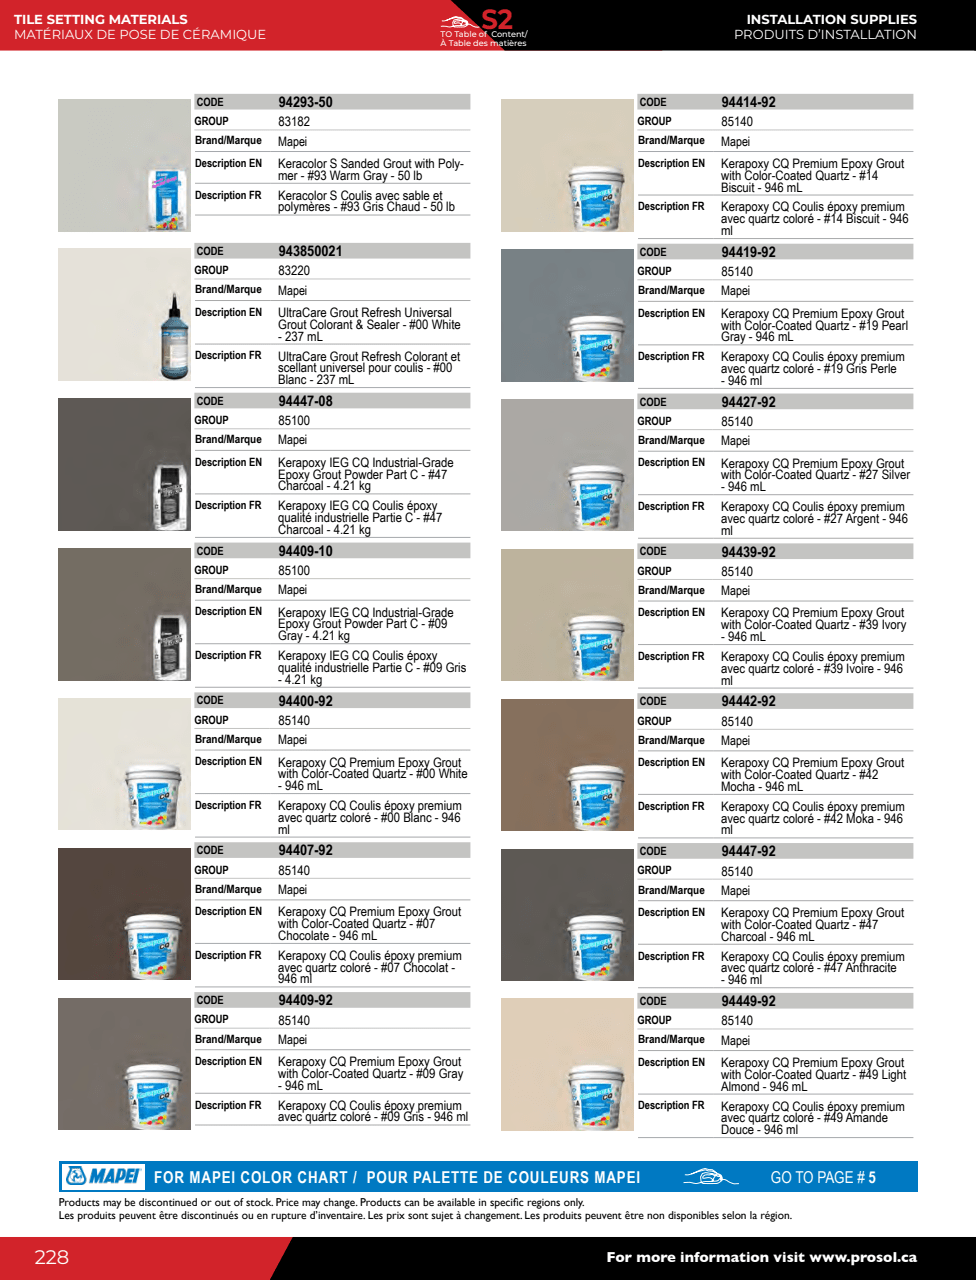 TILE SETTING MATERIALS
MATÉRIAUX DE POSE DE CÉRAMIQUE
S2
TO Table of Content/
À Table des matières
INSTALLATION SUPPLIES
PRODUITS D'INSTALLATION
CODE 94293-50
GROUP 83182
Brand/Marque Mapei
Description EN Keracolor S Sanded Grout with Poly-
mer - #93 Warm Gray - 50 lb
Description FR Keracolor S Coulis avec sable et
polymères - #93 Gris Chaud - 50 lb
CODE 943850021
GROUP 83220
Brand/Marque Mapei
Description EN UltraCare Grout Refresh Universal
Grout Colorant & Sealer - #00 White
- 237 mL
Description FR UltraCare Grout Refresh Colorant et
scellant universel pour coulis - #00
Blanc - 237 mL
CODE 94447-08
GROUP 85100
Brand/Marque Mapei
Description EN Kerapoxy IEG CQ Industrial-Grade
Epoxy Grout Powder Part C - #47
Charcoal - 4.21 kg
Description FR Kerapoxy IEG CQ Coulis époxy
qualité industrielle Partie C - #47
Charcoal - 4.21 kg
CODE 94409-10
GROUP 85100
Brand/Marque Mapei
Description EN Kerapoxy IEG CQ Industrial-Grade
Epoxy Grout Powder Part C - #09
Gray - 4.21 kg
Description FR Kerapoxy IEG CQ Coulis époxy
qualité industrielle Partie C - #09 Gris
- 4.21 kg
CODE 94400-92
GROUP 85140
Brand/Marque Mapei
Description EN Kerapoxy CQ Premium Epoxy Grout
with Color-Coated Quartz - #00 White
- 946 mL
Description FR Kerapoxy CQ Coulis époxy premium
avec quartz coloré - #00 Blanc - 946
ml
CODE 94407-92
GROUP 85140
Brand/Marque Mapei
Description EN Kerapoxy CQ Premium Epoxy Grout
with Color-Coated Quartz - #07
Chocolate - 946 mL
Description FR Kerapoxy CQ Coulis époxy premium
avec quartz coloré - #07 Chocolat -
946 ml
CODE 94409-92
GROUP 85140
Brand/Marque Mapei
Description EN Kerapoxy CQ Premium Epoxy Grout
with Color-Coated Quartz - #09 Gray
- 946 mL
Description FR Kerapoxy CQ Coulis époxy premium
avec quartz coloré - #09 Gris - 946 ml
CODE 94414-92
GROUP 85140
Brand/Marque Mapei
Description EN Kerapoxy CQ Premium Epoxy Grout
with Color-Coated Quartz - #14
Biscuit - 946 mL
Description FR Kerapoxy CQ Coulis époxy premium
avec quartz coloré - #14 Biscuit - 946
ml
CODE 94419-92
GROUP 85140
Brand/Marque Mapei
Description EN Kerapoxy CQ Premium Epoxy Grout
with Color-Coated Quartz - #19 Pearl
Gray - 946 mL
Description FR Kerapoxy CQ Coulis époxy premium
avec quartz coloré - #19 Gris Perle
- 946 ml
CODE 94427-92
GROUP 85140
Brand/Marque Mapei
Description EN Kerapoxy CQ Premium Epoxy Grout
with Color-Coated Quartz - #27 Silver
- 946 mL
Description FR Kerapoxy CQ Coulis époxy premium
avec quartz coloré - #27 Argent - 946
ml
CODE 94439-92
GROUP 85140
Brand/Marque Mapei
Description EN Kerapoxy CQ Premium Epoxy Grout
with Color-Coated Quartz - #39 Ivory
- 946 mL
Description FR Kerapoxy CQ Coulis époxy premium
avec quartz coloré - #39 Ivoire - 946
ml
CODE 94442-92
GROUP 85140
Brand/Marque Mapei
Description EN Kerapoxy CQ Premium Epoxy Grout
with Color-Coated Quartz - #42
Mocha - 946 mL
Description FR Kerapoxy CQ Coulis époxy premium
avec quartz coloré - #42 Moka - 946
ml
CODE 94447-92
GROUP 85140
Brand/Marque Mapei
Description EN Kerapoxy CQ Premium Epoxy Grout
with Color-Coated Quartz - #47
Charcoal - 946 mL
Description FR Kerapoxy CQ Coulis époxy premium
avec quartz coloré - #47 Anthracite
- 946 ml
CODE 94449-92
GROUP 85140
Brand/Marque Mapei
Description EN Kerapoxy CQ Premium Epoxy Grout
with Color-Coated Quartz - #49 Light
Almond - 946 mL
Description FR Kerapoxy CQ Coulis époxy premium
avec quartz coloré - #49 Amande
Douce - 946 ml
MAPEI FOR MAPEI COLOR CHART / POUR PALETTE DE COULEURS MAPEI GO TO PAGE # 5
Products may be discontinued or out of stock. Price may change. Products can be available in specific regions only.
Les produits peuvent être discontinués ou en rupture d'inventaire. Les prix sont sujet à changement. Les produits peuvent être non disponibles selon la région.
228
For more information visit www.prosol.ca